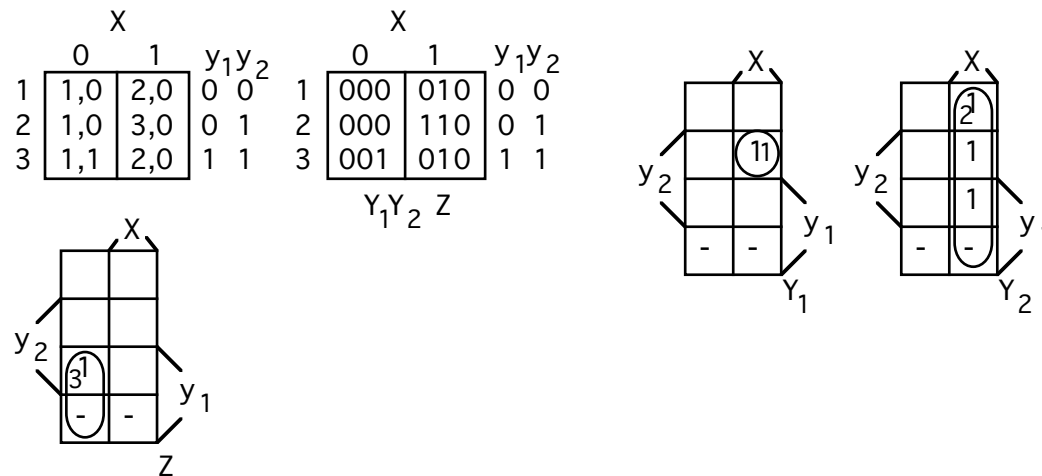 X
0 1 y1y2
1 1,0 2,0 0 0
2 1,0 3,0 0 1
3 1,1 2,0 1 1
X
0 1 y1y2
1 000 010 0 0
2 000 110 0 1
3 001 010 1 1
Y1Y2 Z
X
11
y2
y1
- -
Y1
X
1
2
1
y2
1
y
- -
Y2
X
y2
1
3
y1
- -
Z